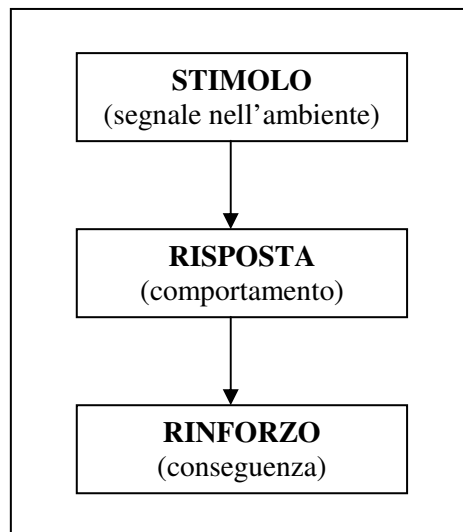 STIMOLO
(segnale nell’ambiente)
RISPOSTA
(comportamento)
RINFORZO
(conseguenza)